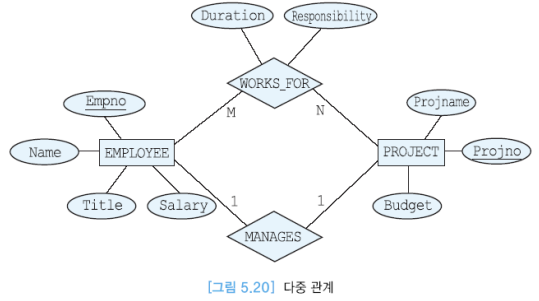 Duration
Responsibility
WORKS_FOR
M
N
Empno
Projname
Name
EMPLOYEE
PROJECT
Projno
Title
Salary
1
1
Budget
MANAGES
[그림 5.20] 다중 관계